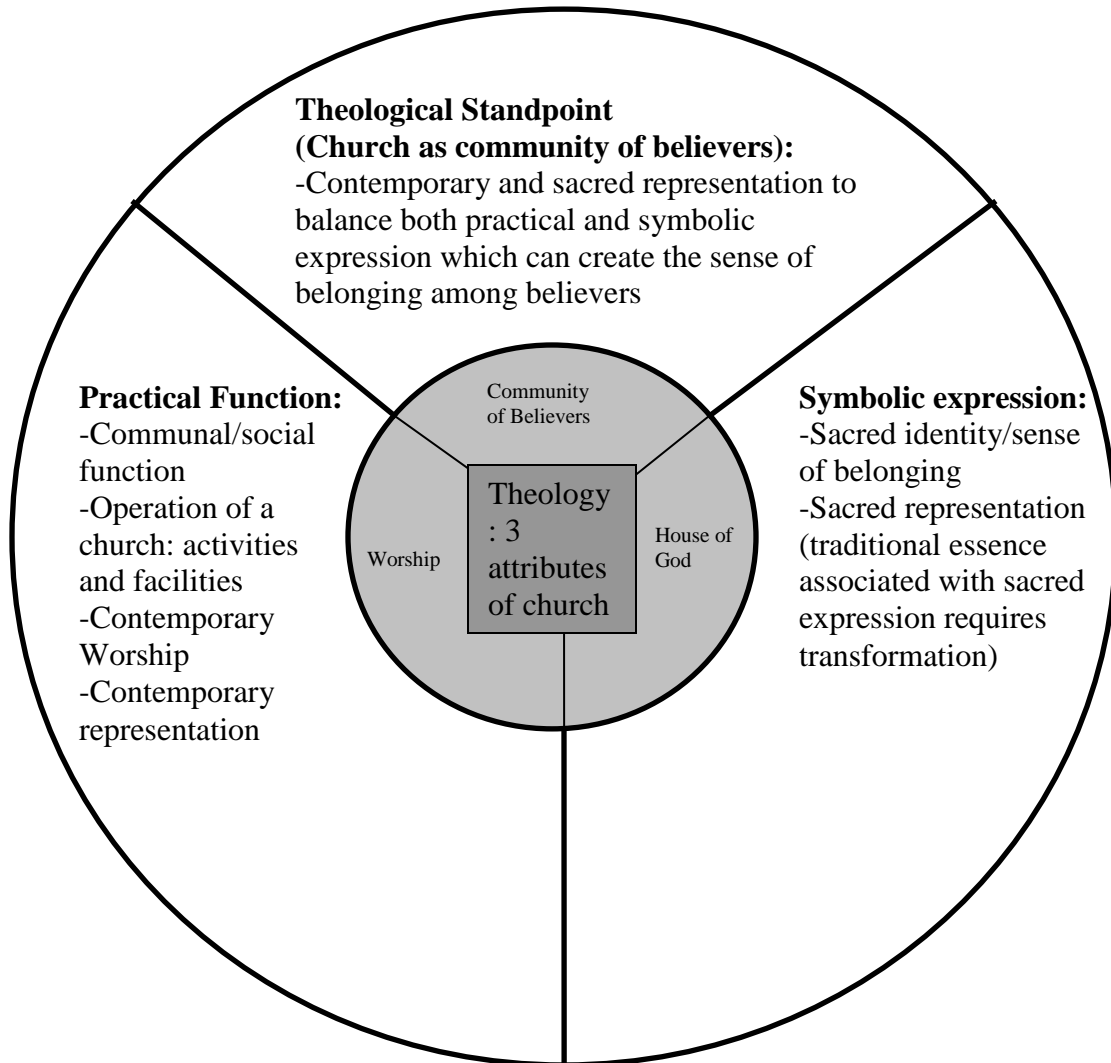 Theological Standpoint
(Church as community of believers):
-Contemporary and sacred representation to
balance both practical and symbolic
expression which can create the sense of
belonging among believers
Practical Function:
-Communal/social
function
-Operation of a
church: activities
and facilities
-Contemporary
Worship
-Contemporary
representation
Community
of Believers
Worship
Theology
: 3
attributes
of church
House of
God
Symbolic expression:
-Sacred identity/sense
of belonging
-Sacred representation
(traditional essence
associated with sacred
expression requires
transformation)